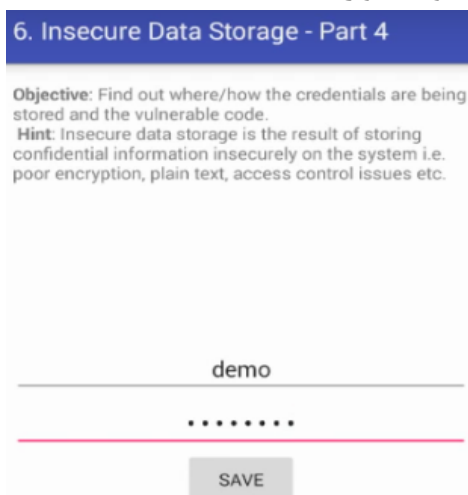 6. Insecure Data Storage - Part 4
Objective: Find out where/how the credentials are being
stored and the vulnerable code.
Hint: Insecure data storage is the result of storing
confidential information insecurely on the system i.e.
poor encryption, plain text, access control issues etc.
demo
••••••••
SAVE